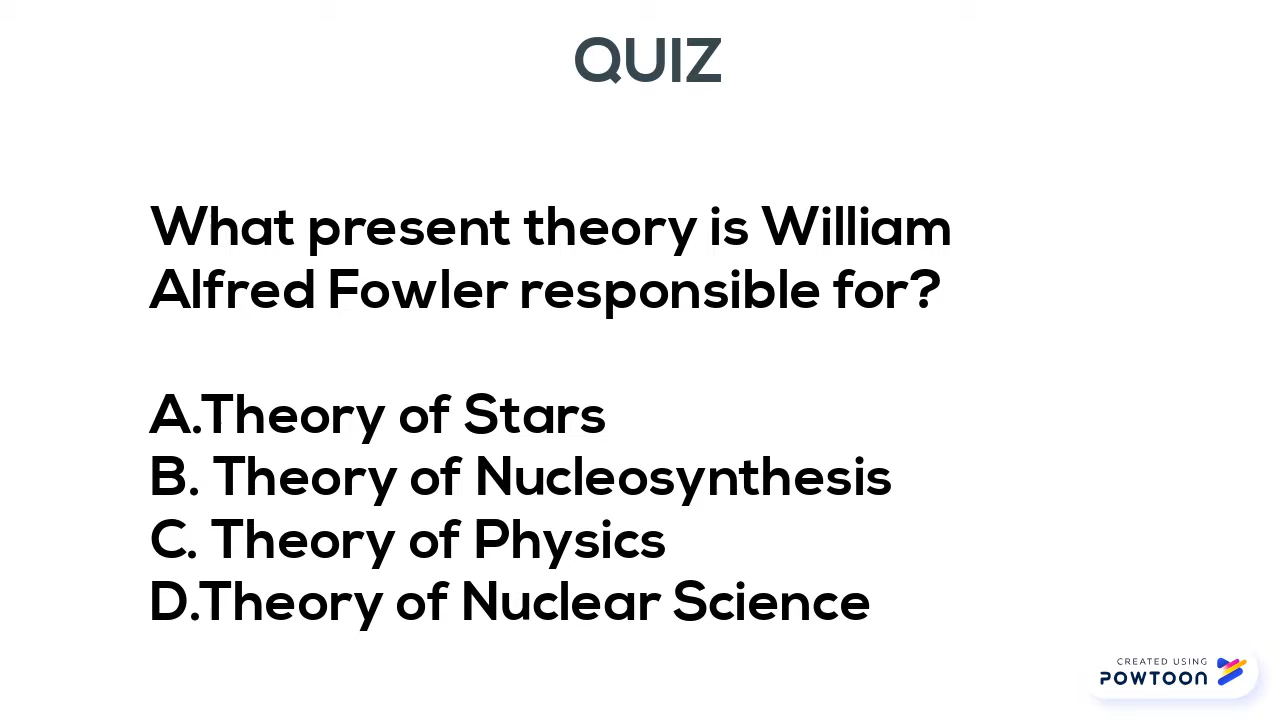 QUIZ
What present theory is William
Alfred Fowler responsible for?
A.Theory of Stars
B. Theory of Nucleosynthesis
C. Theory of Physics
D.Theory of Nuclear Science
CREATED USING
POWTOON